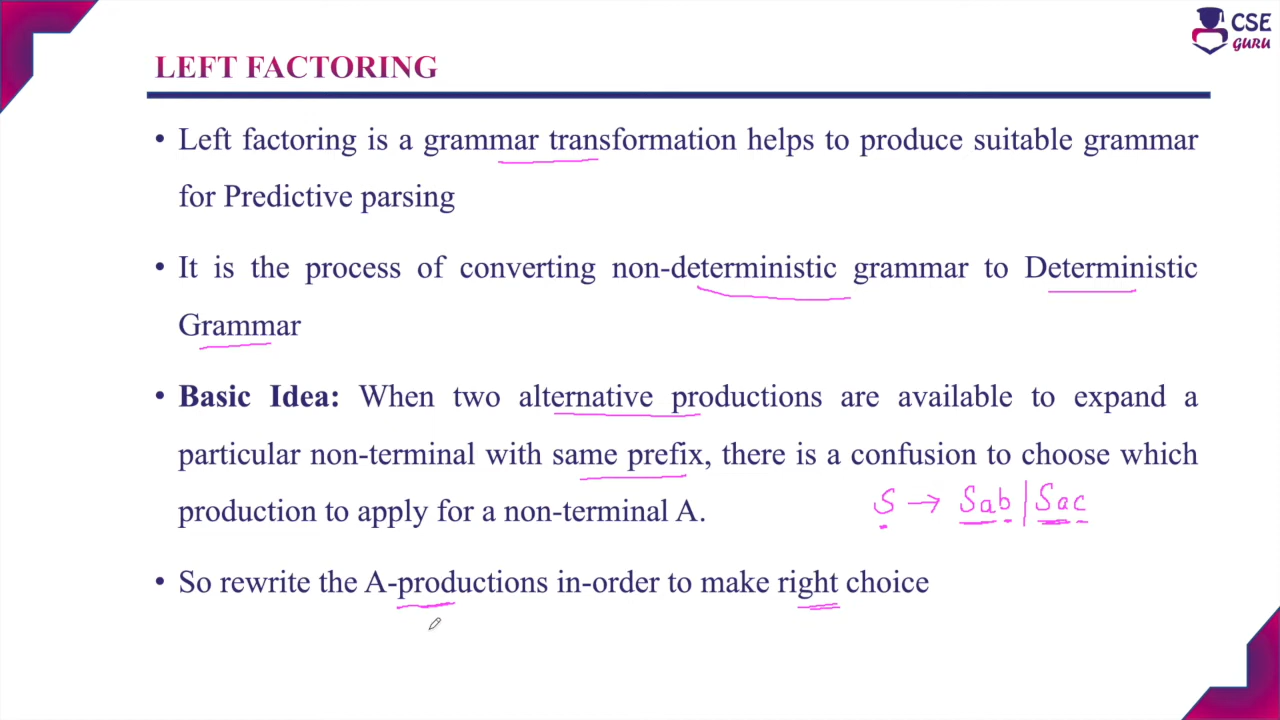 CSE
GURU
LEFT FACTORING
• Left factoring is a grammar transformation helps to produce suitable grammar
for Predictive parsing
• It is the process of converting non-deterministic grammar to Deterministic
Grammar
• Basic Idea: When two alternative productions are available to expand a
particular non-terminal with same prefix, there is a confusion to choose which
production to apply for a non-terminal A.
S → Sab | Sac
• So rewrite the A-productions in-order to make right choice